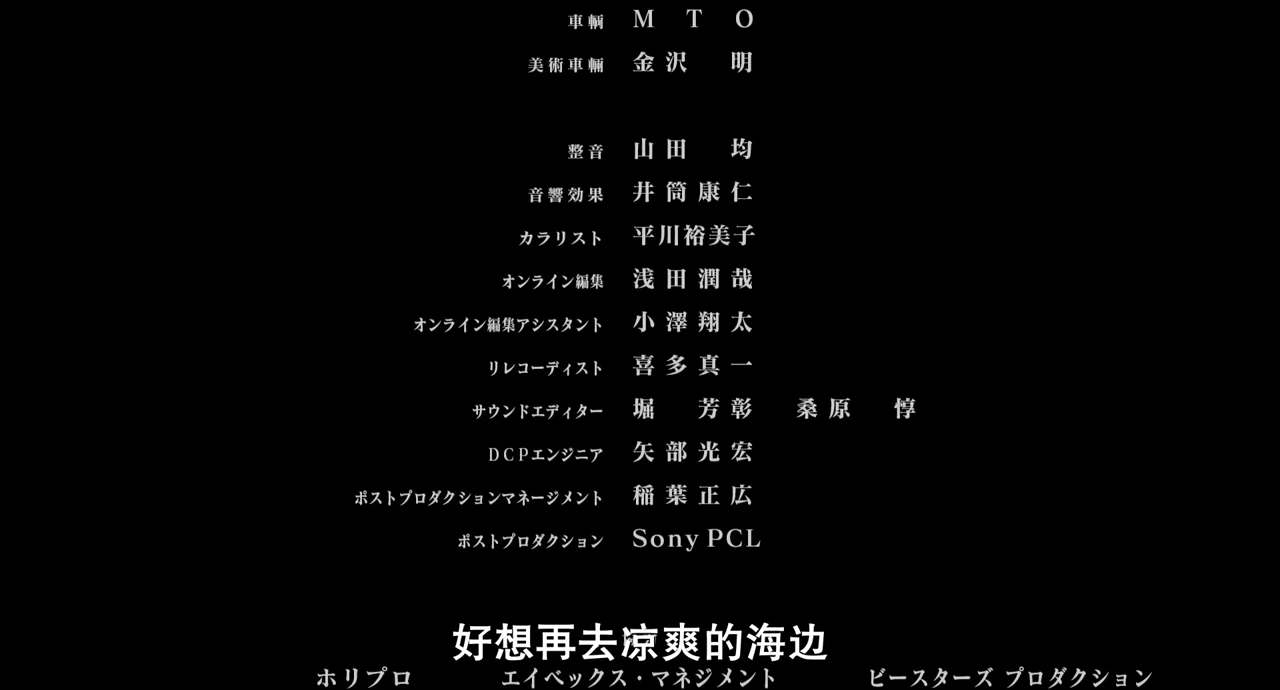 車輌 M T O
美術車輌 金沢 明
整音 山田 均
音響効果 井筒康仁
カラリスト 平川裕美子
オンライン編集 浅田潤哉
オンライン編集アシスタント 小澤翔太
リレコーディスト 喜多真一
サウンドエディター 堀 芳彰 桑原 惇
DCPエンジニア 矢部光宏
ポストプロダクションマネージメント 稲葉正広
ポストプロダクション Sony PCL
好想再去凉爽的海边
ホリプロ エイベックス・マネジメント ビースターズ プロダクション